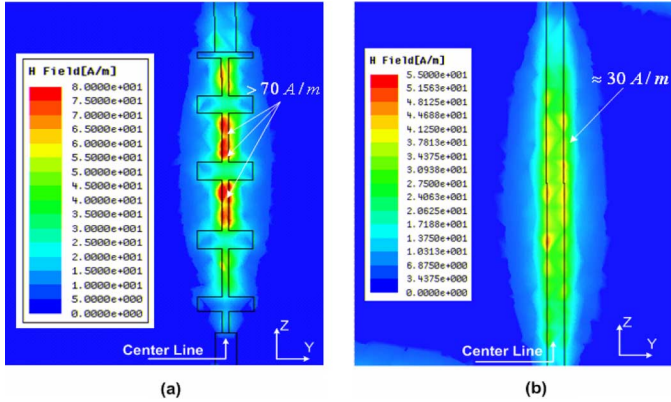 H Field[A/m]
8.0000e+001
7.5000e+001
7.0000e+001
6.5000e+001
6.0000e+001
5.5000e+001
5.0000e+001
4.5000e+001
4.0000e+001
3.5000e+001
3.0000e+001
2.5000e+001
2.0000e+001
1.5000e+001
1.0000e+001
5.0000e+000
0.0000e+000
> 70 A/m
Center Line
Z
Y
(a)
H Field[A/m]
5.5000e+001
5.1563e+001
4.8125e+001
4.4688e+001
4.1250e+001
3.7813e+001
3.4375e+001
3.0938e+001
2.7500e+001
2.4063e+001
2.0625e+001
1.7188e+001
1.3750e+001
1.0313e+001
6.8750e+000
3.4375e+000
0.0000e+000
≈ 30 A/m
Center Line
Z
Y
(b)